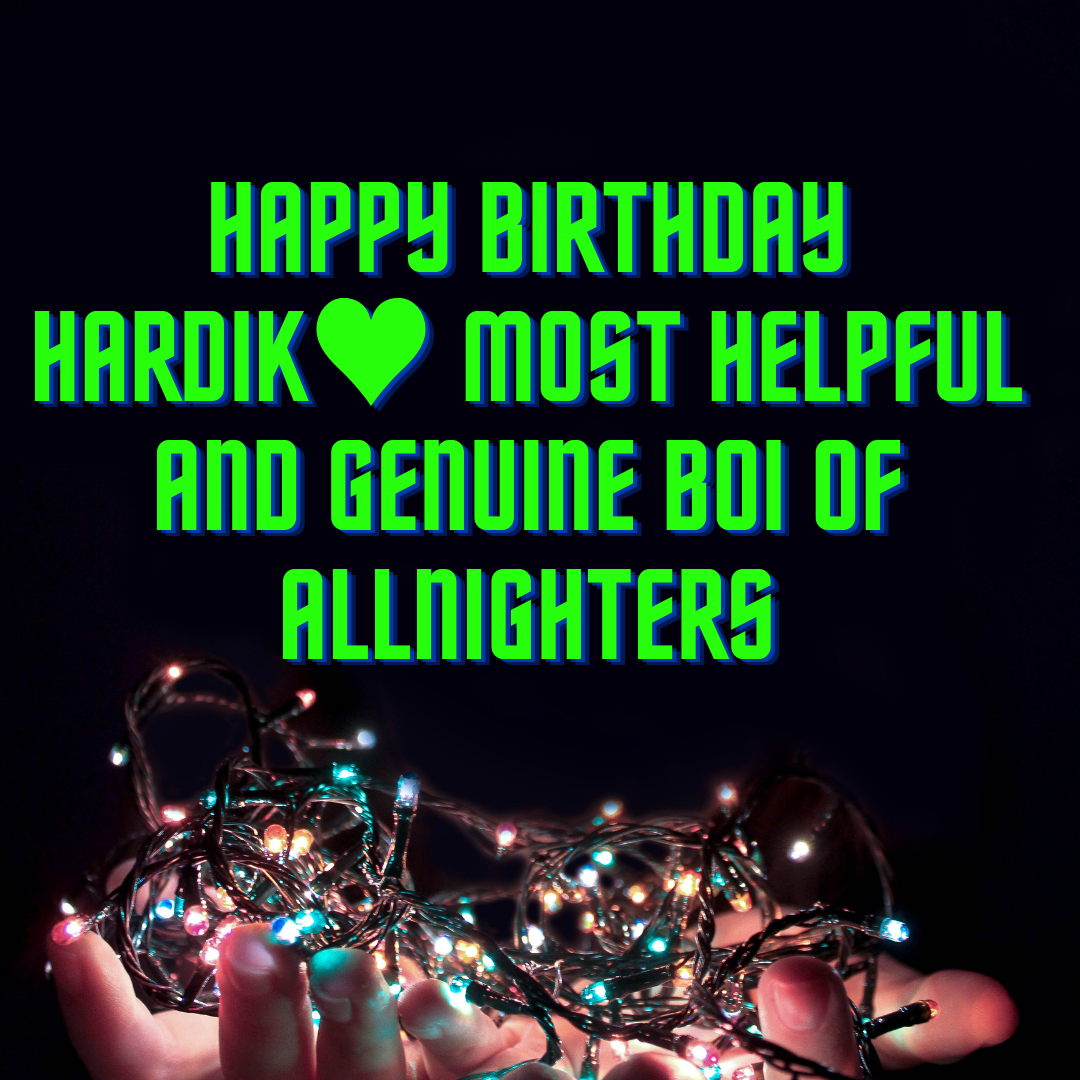 HAPPY BIRTHDAY
HARDIK♥ MOST HELPFUL
AND GENUINE BOI OF
ALLNIGHTERS